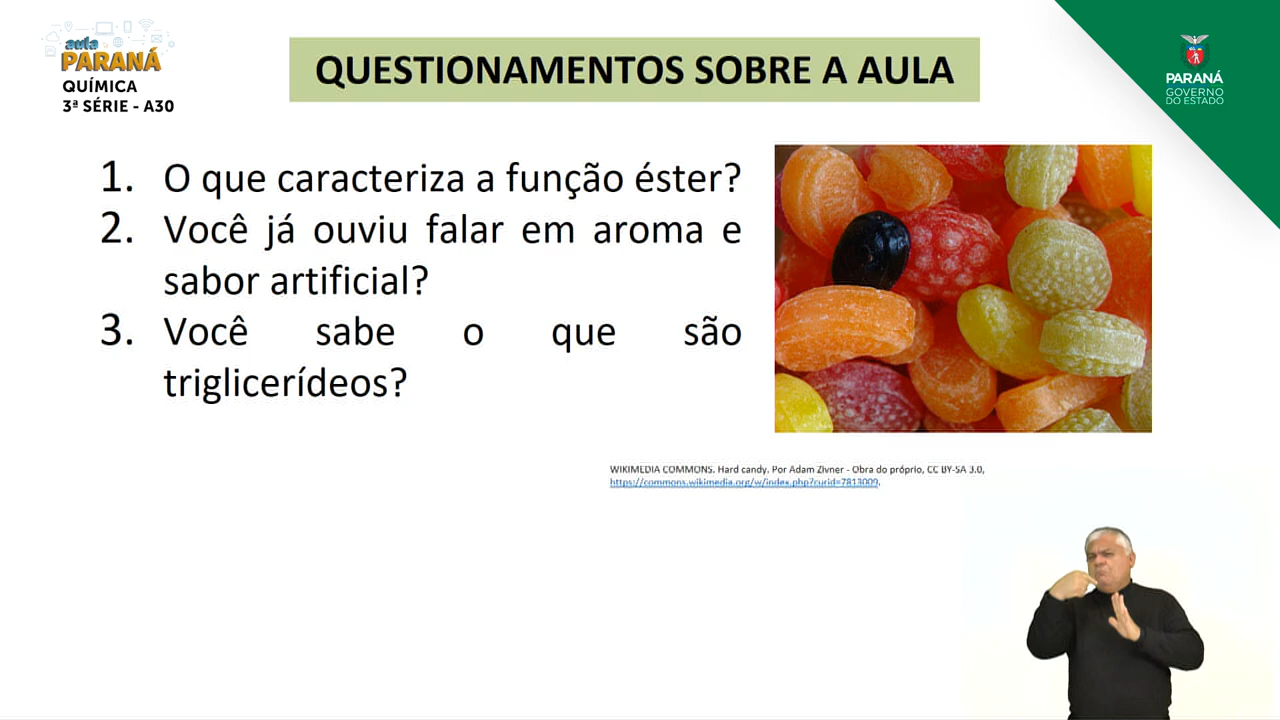 aula
PARANÁ
QUÍMICA
3ª SÉRIE - A30
QUESTIONAMENTOS SOBRE A AULA
PARANÁ
GOVERNO
DO ESTADO
1. O que caracteriza a função éster?
2. Você já ouviu falar em aroma e
sabor artificial?
3. Você sabe o que são
triglicerídeos?
WIKIMEDIA COMMONS. Hard candy. Por Adam Zivner - Obra do próprio, CC BY-SA 3.0,
https://commons.wikimedia.org/w/index.php?curid=7813009.